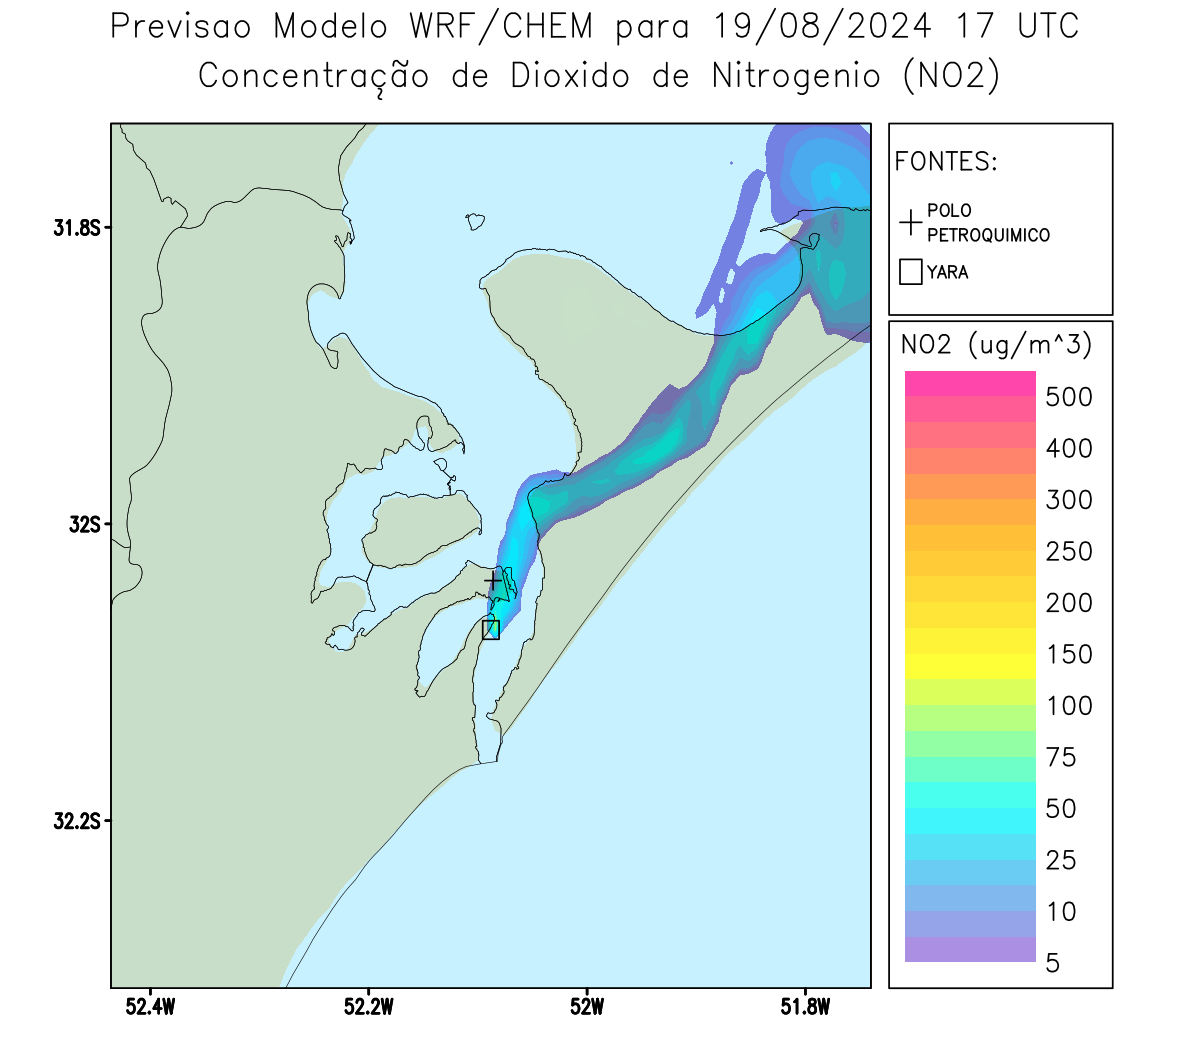 Previsao Modelo WRF/CHEM para 19/08/2024 17 UTC
Concentração de Dioxido de Nitrogenio (NO2)
FONTES:
POLO
PETROQUIMICO
YARA
NO2 (ug/m^3)
500
400
300
250
200
150
100
75
50
25
10
5
31.8S
32S
32.2S
52.4W 52.2W 52W 51.8W